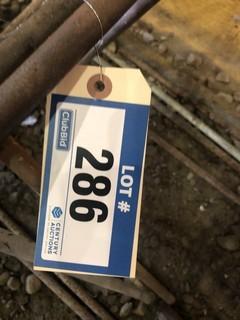 LOT #
286
ClubBid
CENTURY
AUCTIONS